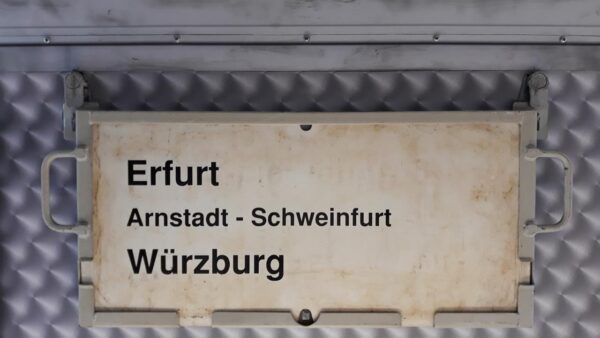 Erfurt
Arnstadt - Schweinfurt
Würzburg